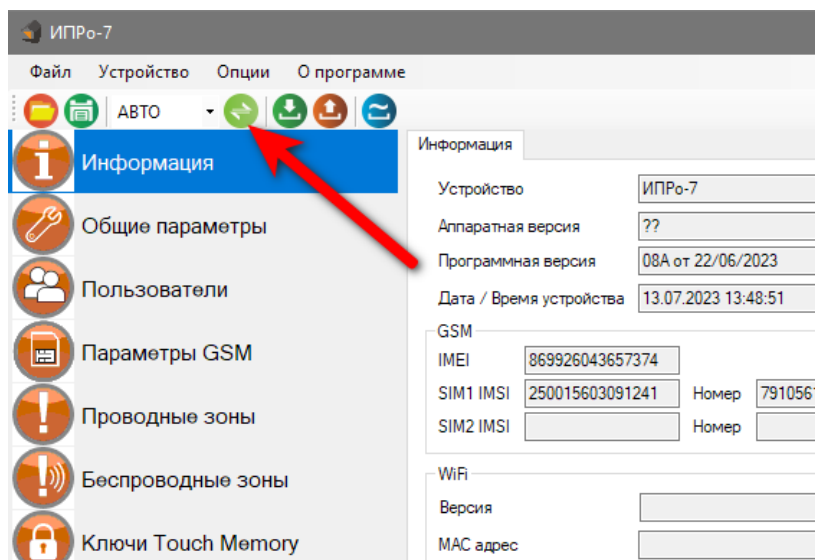 ИПРо-7
Файл Устройство Опции О программе
АВТО
Информация
Общие параметры
Пользователи
Параметры GSM
Проводные зоны
Беспроводные зоны
Ключи Touch Memory
Информация
Устройство ИПРо-7
Аппаратная версия ??
Программная версия 08A от 22/06/2023
Дата / Время устройства 13.07.2023 13:48:51
GSM
IMEI 869926043657374
SIM1 IMSI 250015603091241 Номер 7910561
SIM2 IMSI Номер
WiFi
Версия
MAC адрес